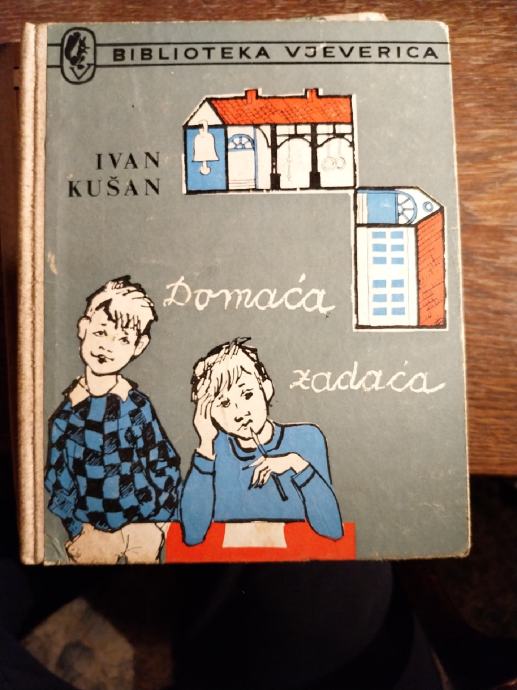 BIBLIOTEKA VJEVERICA
IVAN
KUŠAN
Domaća
zadaća